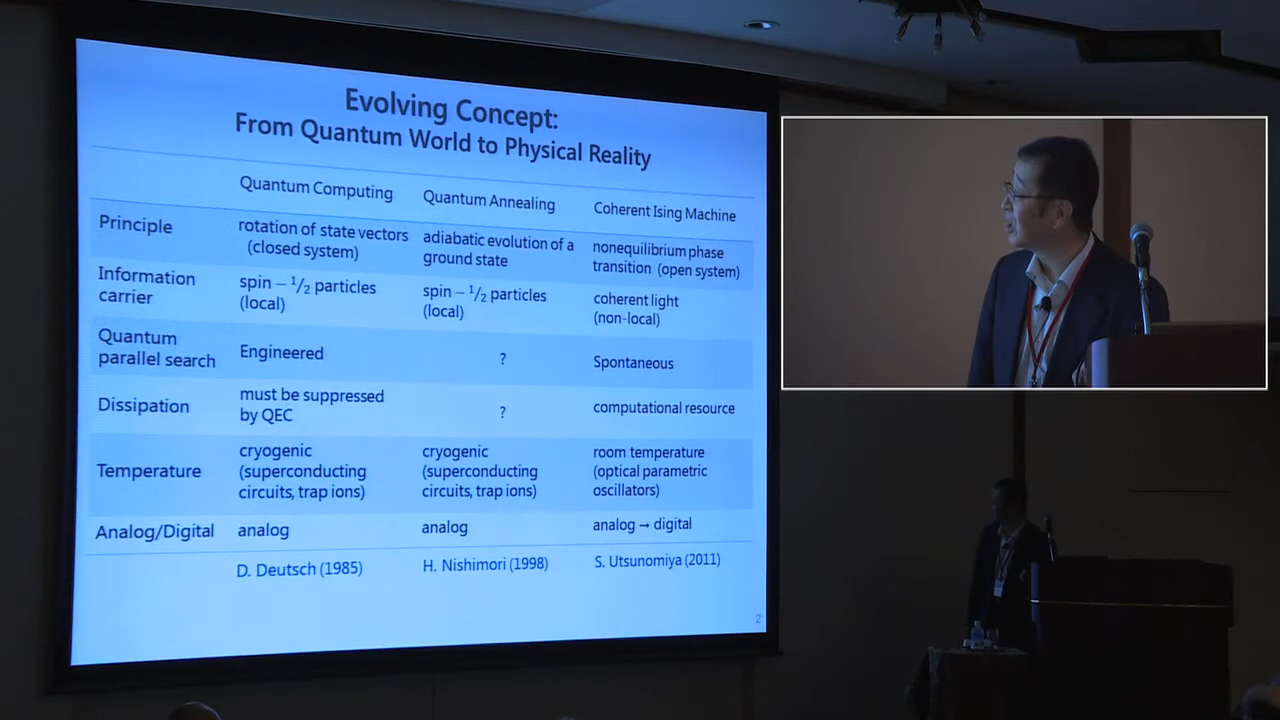 Evolving Concept:
From Quantum World to Physical Reality
Quantum Computing Quantum Annealing Coherent Ising Machine
Principle rotation of state vectors adiabatic evolution of a nonequilibrium phase
(closed system) ground state transition (open system)
Information spin – 1/2 particles spin – 1/2 particles coherent light
carrier (local) (local) (non-local)
Quantum Engineered ? Spontaneous
parallel search
Dissipation must be suppressed ? computational resource
by QEC
cryogenic cryogenic room temperature
Temperature (superconducting (superconducting (optical parametric
circuits, trap ions) circuits, trap ions) oscillators)
Analog/Digital analog analog analog → digital
D. Deutsch (1985) H. Nishimori (1998) S. Utsunomiya (2011)
2